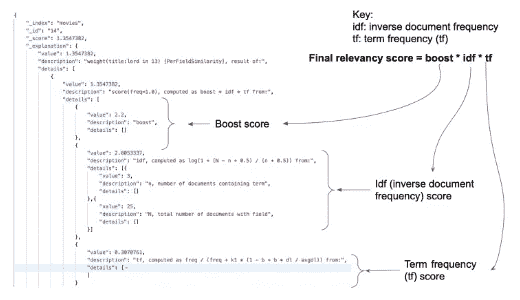 {
"_index": "movies",
"_id": "14",
"_score": 1.3547382,
"_explanation": {
"value": 1.3547382,
"description": "weight(title:lord in 13) [PerFieldSimilarity], result of:",
"details": [
{
"value": 1.3547382,
"description": "score(freq=1.0), computed as boost * idf * tf from:",
"details": [
{
"value": 2.2,
"description": "boost",
"details": []
},
{
"value": 2.0053332,
"description": "idf, computed as log(1 + (N - n + 0.5) / (n + 0.5)) from:",
"details": [{
"value": 3,
"description": "n, number of documents containing term",
"details": []
},{
"value": 25,
"description": "N, total number of documents with field",
"details": []
}]
},
{
"value": 0.3070761,
"description": "tf, computed as freq / (freq + k1 * (1 - b + b * dl / avgdl)) from:",
"details": [
]
}
Key:
idf: inverse document frequency
tf: term frequency (tf)
Final relevancy score = boost * idf * tf
Boost score
Idf (inverse document
frequency) score
Term frequency
(tf) score